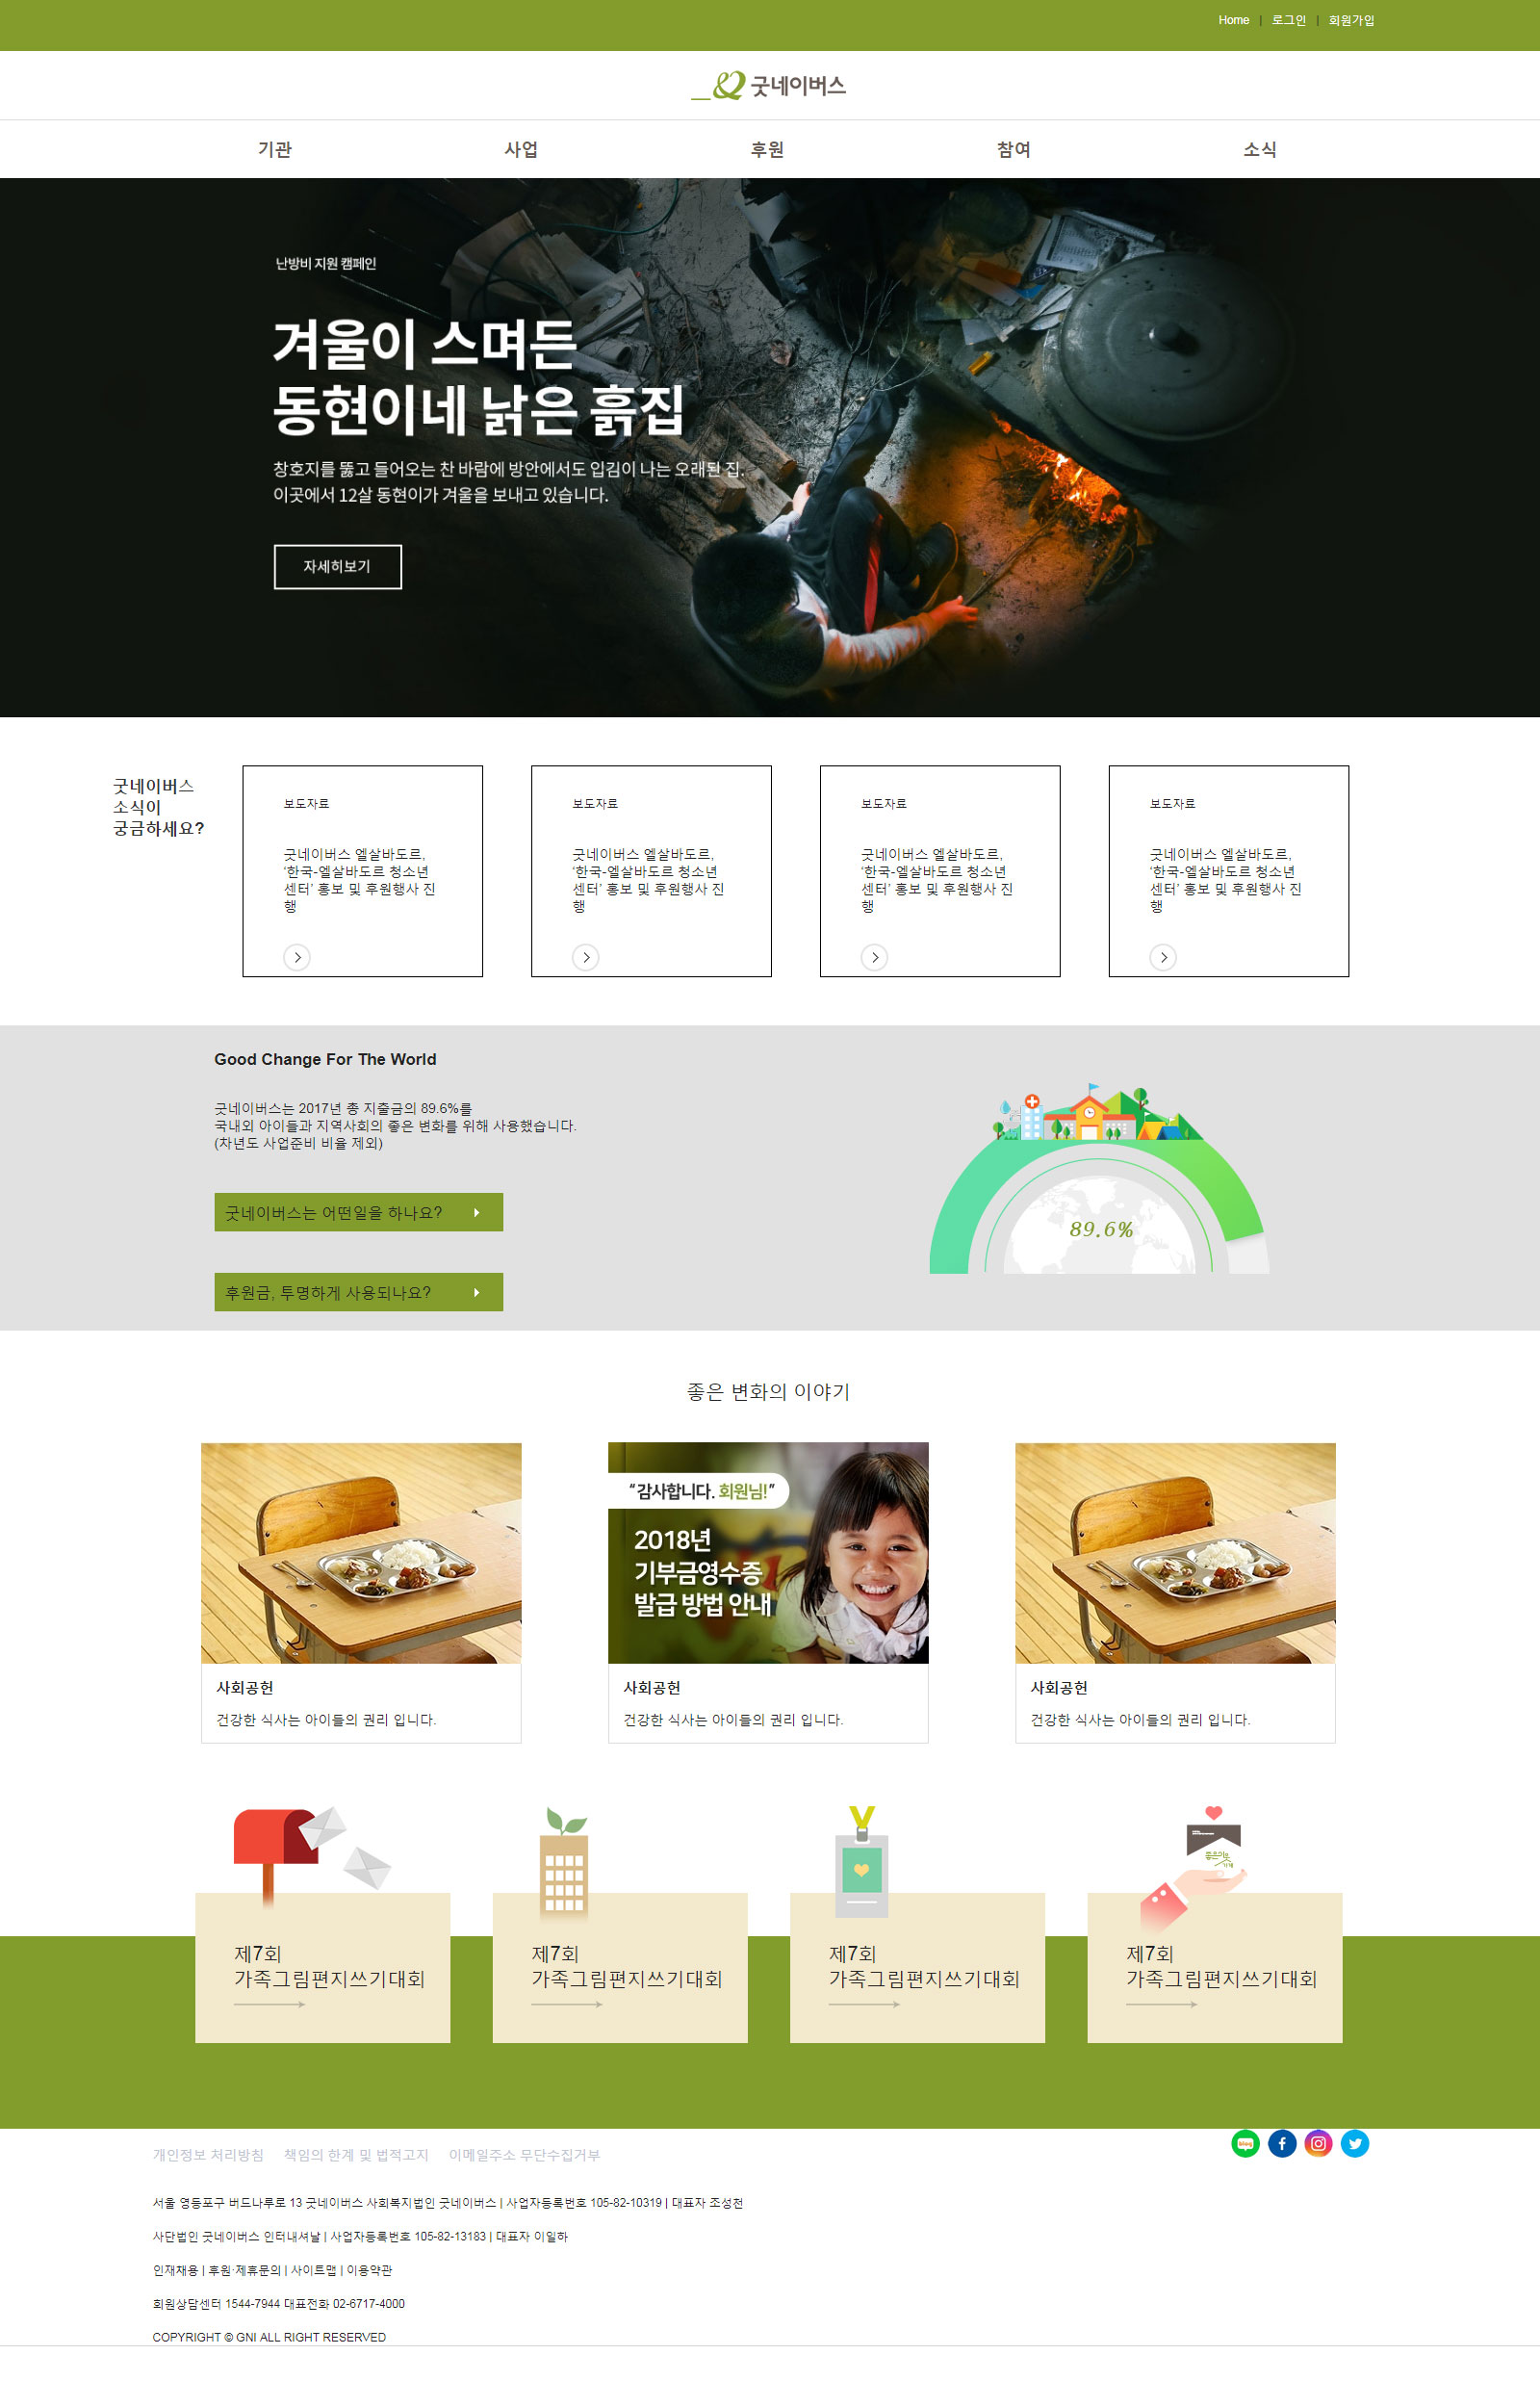 Home | 로그인 | 회원가입
굿네이버스
기관 사업 후원 참여 소식
난방비 지원 캠페인
겨울이 스며든
동현이네 낡은 흙집
창호지를 뚫고 들어오는 찬 바람에 방안에서도 입김이 나는 오래된 집.
이곳에서 12살 동현이가 겨울을 보내고 있습니다.
자세히보기
굿네이버스
소식이
궁금하세요?
보도자료
굿네이버스 엘살바도르,
‘한국-엘살바도르 청소년
센터’ 홍보 및 후원행사 진
행
보도자료
굿네이버스 엘살바도르,
‘한국-엘살바도르 청소년
센터’ 홍보 및 후원행사 진
행
보도자료
굿네이버스 엘살바도르,
‘한국-엘살바도르 청소년
센터’ 홍보 및 후원행사 진
행
보도자료
굿네이버스 엘살바도르,
‘한국-엘살바도르 청소년
센터’ 홍보 및 후원행사 진
행
Good Change For The World
굿네이버스는 2017년 총 지출금의 89.6%를
국내외 아이들과 지역사회의 좋은 변화를 위해 사용했습니다.
(차년도 사업준비 비율 제외)
굿네이버스는 어떤일을 하나요?
후원금, 투명하게 사용되나요?
89.6%
좋은 변화의 이야기
사회공헌
건강한 식사는 아이들의 권리 입니다.
“감사합니다. 회원님!”
2018년
기부금영수증
발급 방법 안내
사회공헌
건강한 식사는 아이들의 권리 입니다.
사회공헌
건강한 식사는 아이들의 권리 입니다.
제7회
가족그림편지쓰기대회
제7회
가족그림편지쓰기대회
제7회
가족그림편지쓰기대회
좋은이웃
가게
제7회
가족그림편지쓰기대회
개인정보 처리방침 책임의 한계 및 법적고지 이메일주소 무단수집거부
blog
서울 영등포구 버드나루로 13 굿네이버스 사회복지법인 굿네이버스 | 사업자등록번호 105-82-10319 | 대표자 조성천
사단법인 굿네이버스 인터내셔날 | 사업자등록번호 105-82-13183 | 대표자 이일하
인재채용 | 후원·제휴문의 | 사이트맵 | 이용약관
회원상담센터 1544-7944 대표전화 02-6717-4000
COPYRIGHT © GNI ALL RIGHT RESERVED